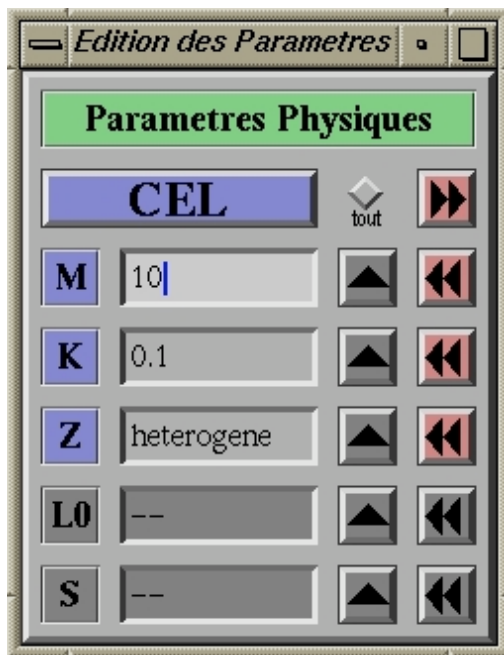 Edition des Parametres
Parametres Physiques
CEL
tout
M 10
K 0.1
Z heterogene
L0 --
S --